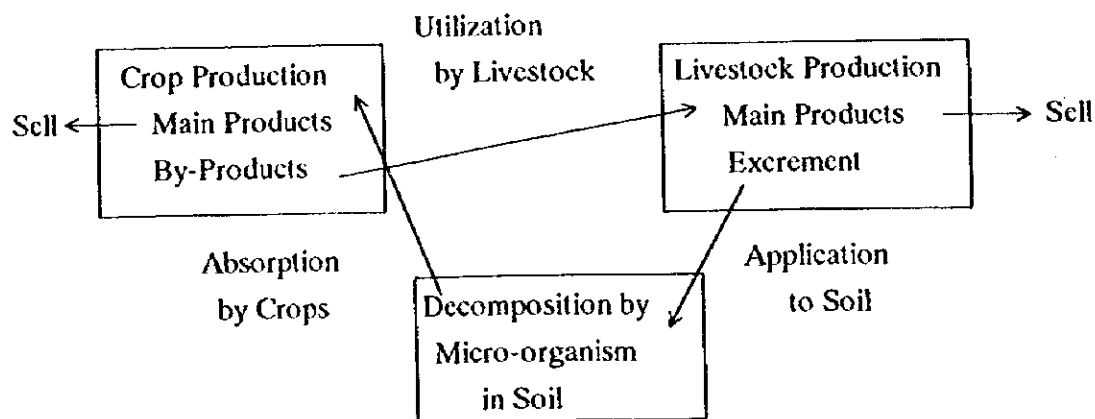 Utilization
by Livestock
Crop Production
Main Products
By-Products
Sell
Livestock Production
Main Products
Excrement
Sell
Absorption
by Crops
Application
to Soil
Decomposition by
Micro-organism
in Soil